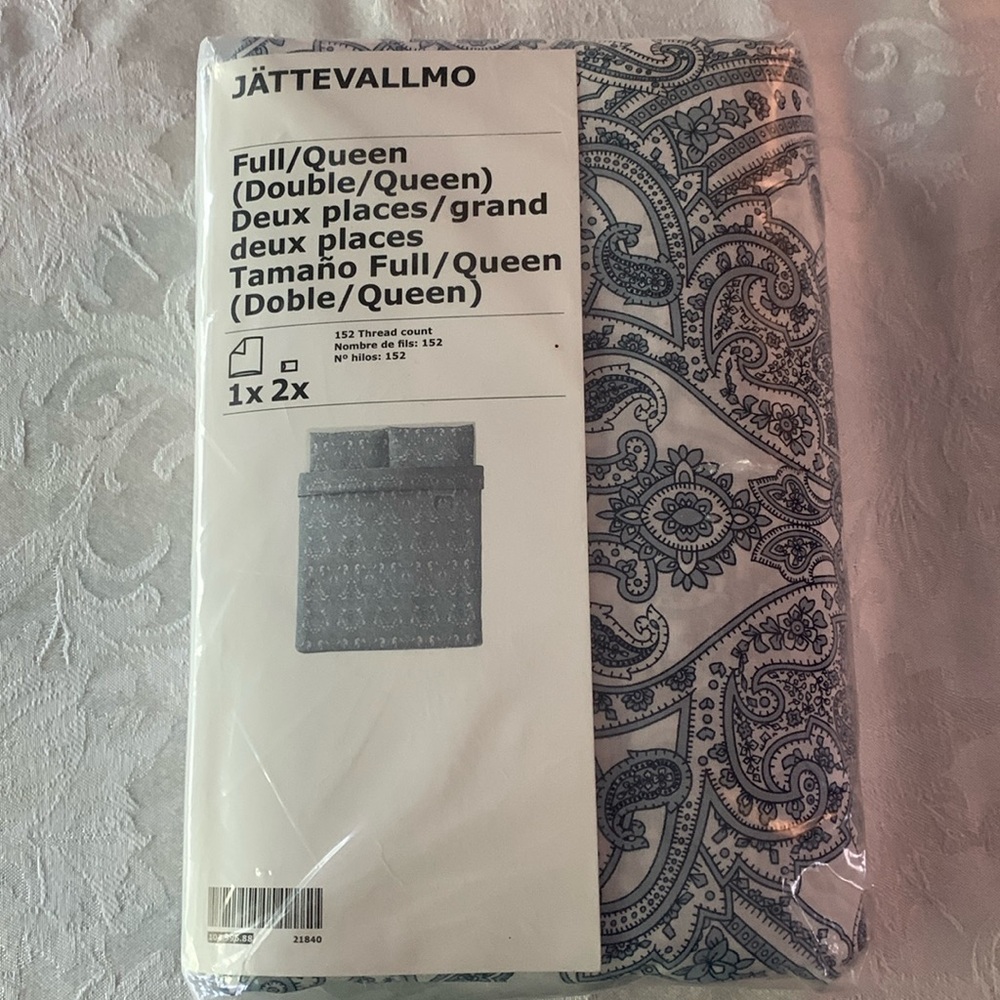 JÄTTEVALLMO
Full/Queen
(Double/Queen)
Deux places/grand
deux places
Tamaño Full/Queen
(Doble/Queen)
152 Thread count
Nombre de fils: 152
Nº hilos: 152
1x 2x
21840